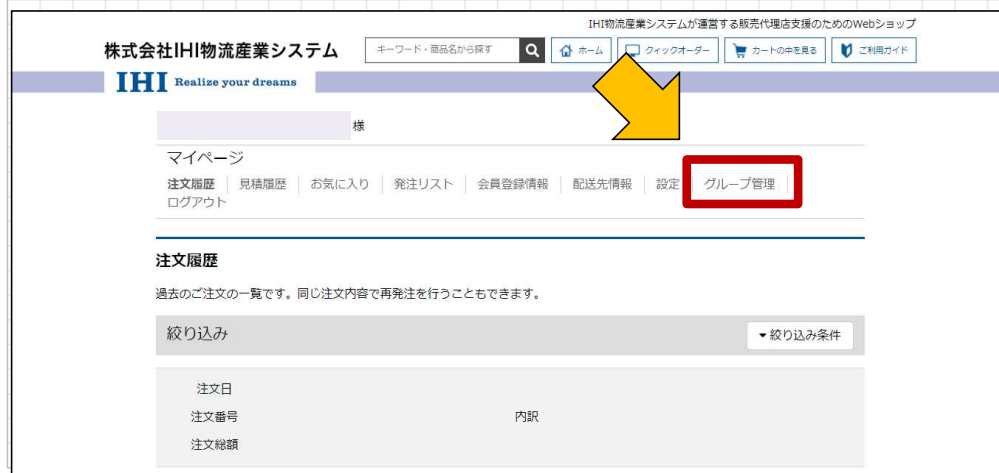 IHI物流産業システムが運営する販売代理店支援のためのWebショップ
株式会社IHI物流産業システム
キーワード・商品名から探す
ホーム
クィックオーダー
カートの中を見る
ご利用ガイド
IHI Realize your dreams
様
マイページ
注文履歴 見積履歴 お気に入り 発注リスト 会員登録情報 配送先情報 設定 グループ管理
ログアウト
注文履歴
過去のご注文の一覧です。同じ注文内容で再発注を行うこともできます。
絞り込み ▾絞り込み条件
注文日
注文番号 内訳
注文総額